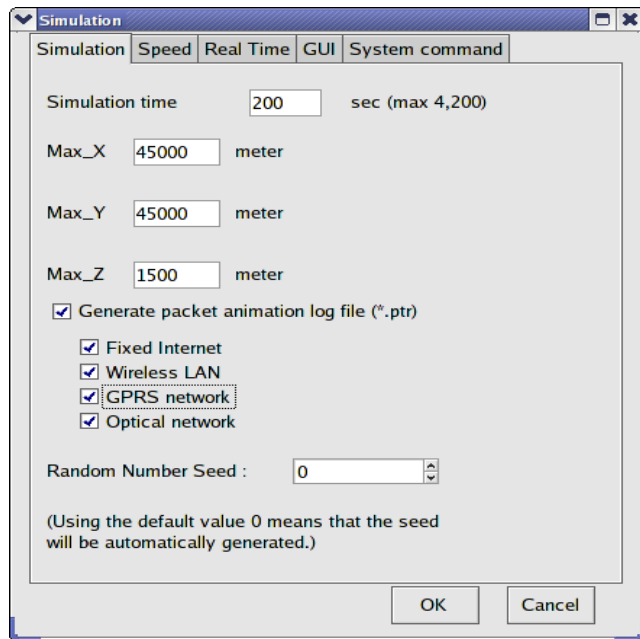 Simulation
Simulation Speed Real Time GUI System command
Simulation time 200 sec (max 4,200)
Max_X 45000 meter
Max_Y 45000 meter
Max_Z 1500 meter
Generate packet animation log file (*.ptr)
Fixed Internet
Wireless LAN
GPRS network
Optical network
Random Number Seed : 0
(Using the default value 0 means that the seed
will be automatically generated.)
OK Cancel